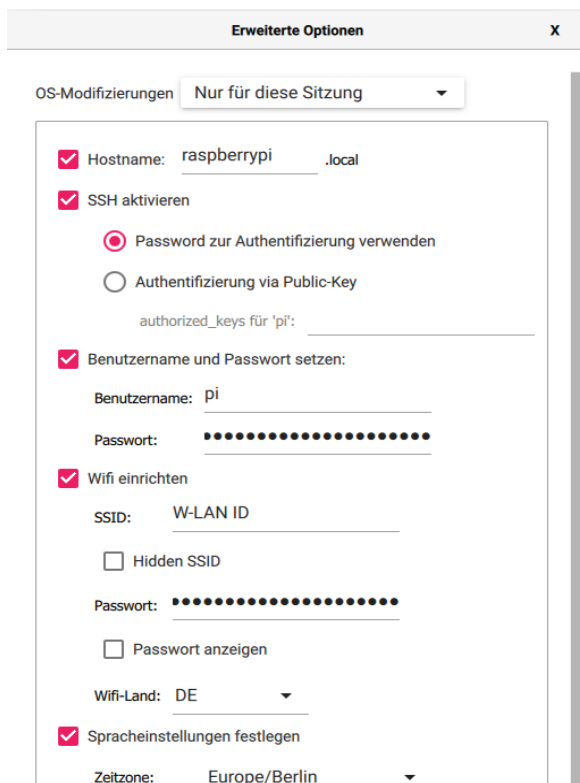 Erweiterte Optionen X
OS-Modifizierungen Nur für diese Sitzung
Hostname: raspberrypi .local
SSH aktivieren
Password zur Authentifizierung verwenden
Authentifizierung via Public-Key
authorized_keys für 'pi':
Benutzername und Passwort setzen:
Benutzername: pi
Passwort:
Wifi einrichten
SSID: W-LAN ID
Hidden SSID
Passwort:
Passwort anzeigen
Wifi-Land: DE
Spracheinstellungen festlegen
Zeitzone: Europe/Berlin